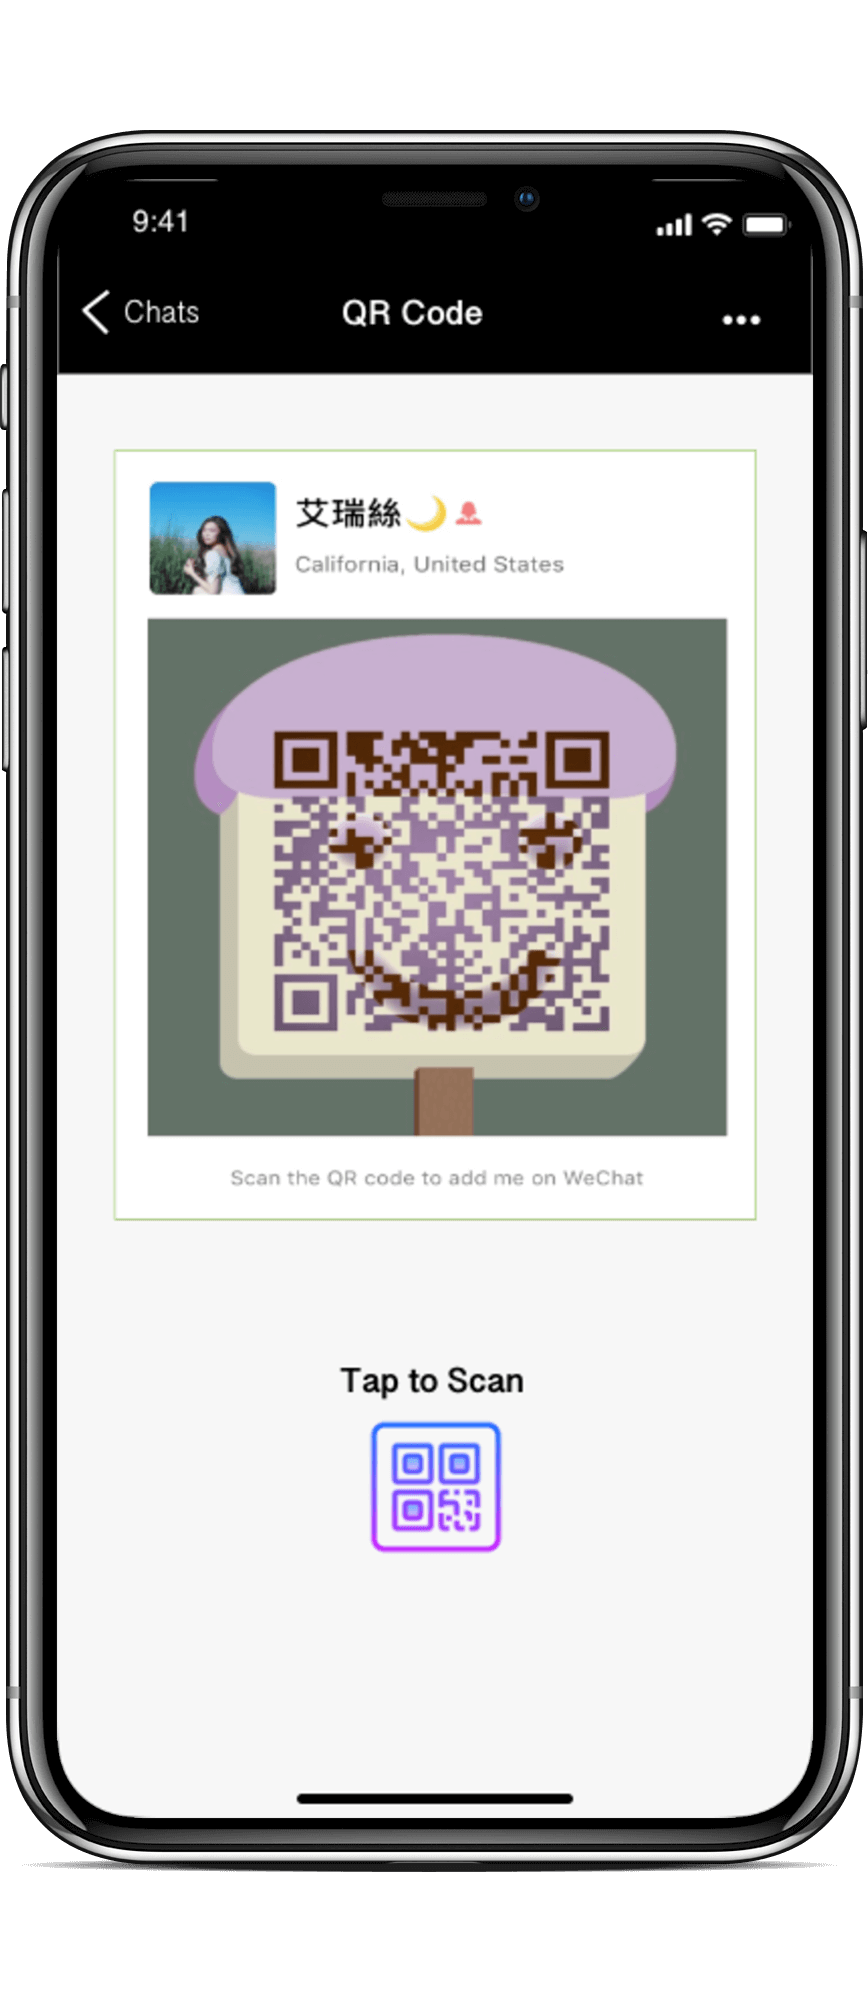 9:41
Chats
QR Code
艾瑞絲🌙
California, United States
Scan the QR code to add me on WeChat
Tap to Scan